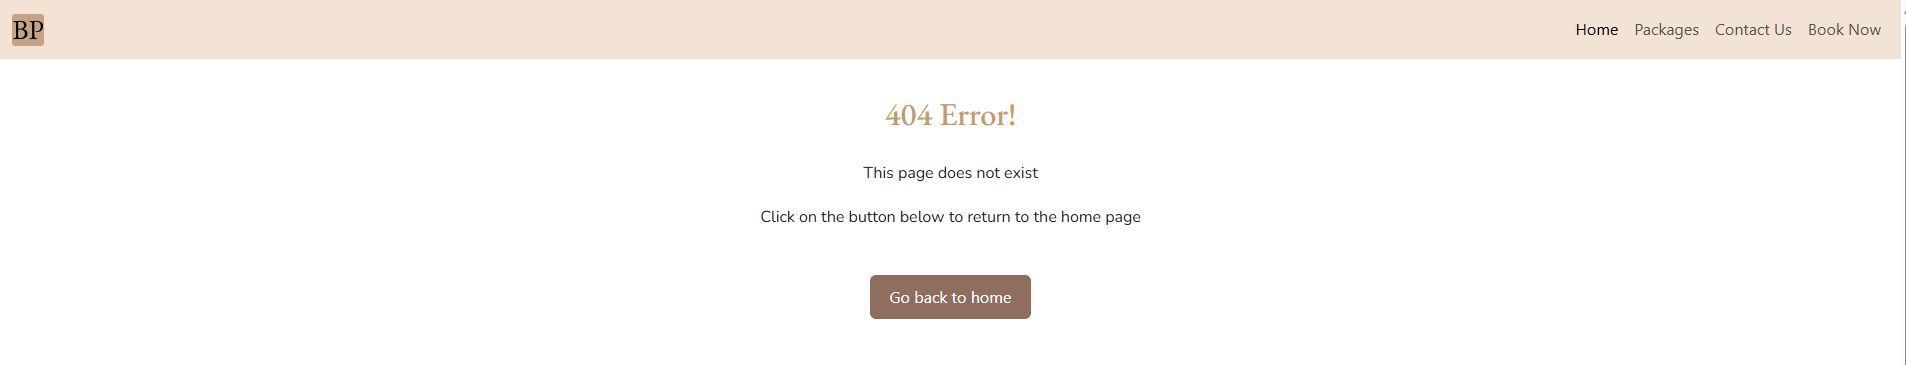 BP
Home Packages Contact Us Book Now
404 Error!
This page does not exist
Click on the button below to return to the home page
Go back to home